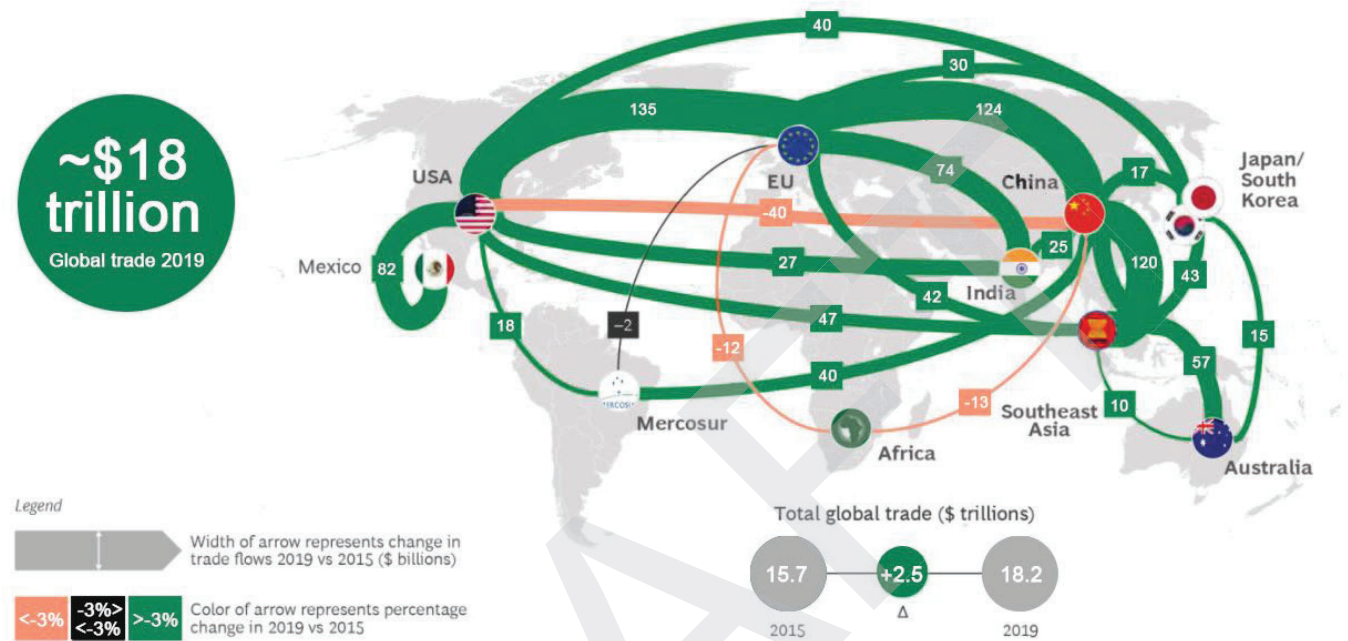 40
30
135
124
~$18
trillion
Global trade 2019
USA
EU
74
China
17
Japan/
South
Korea
-40
25
120
Mexico
82
27
India
42
43
18
–2
47
-12
40
57
15
Mercosur
MERCOSU
-13
Southeast
Asia
10
Africa
Australia
Legend
Width of arrow represents change in
trade flows 2019 vs 2015 ($ billions)
<-3%
-3%>
<-3%
>-3%
Color of arrow represents percentage
change in 2019 vs 2015
Total global trade ($ trillions)
15.7
+2.5
18.2
2015
Δ
2019